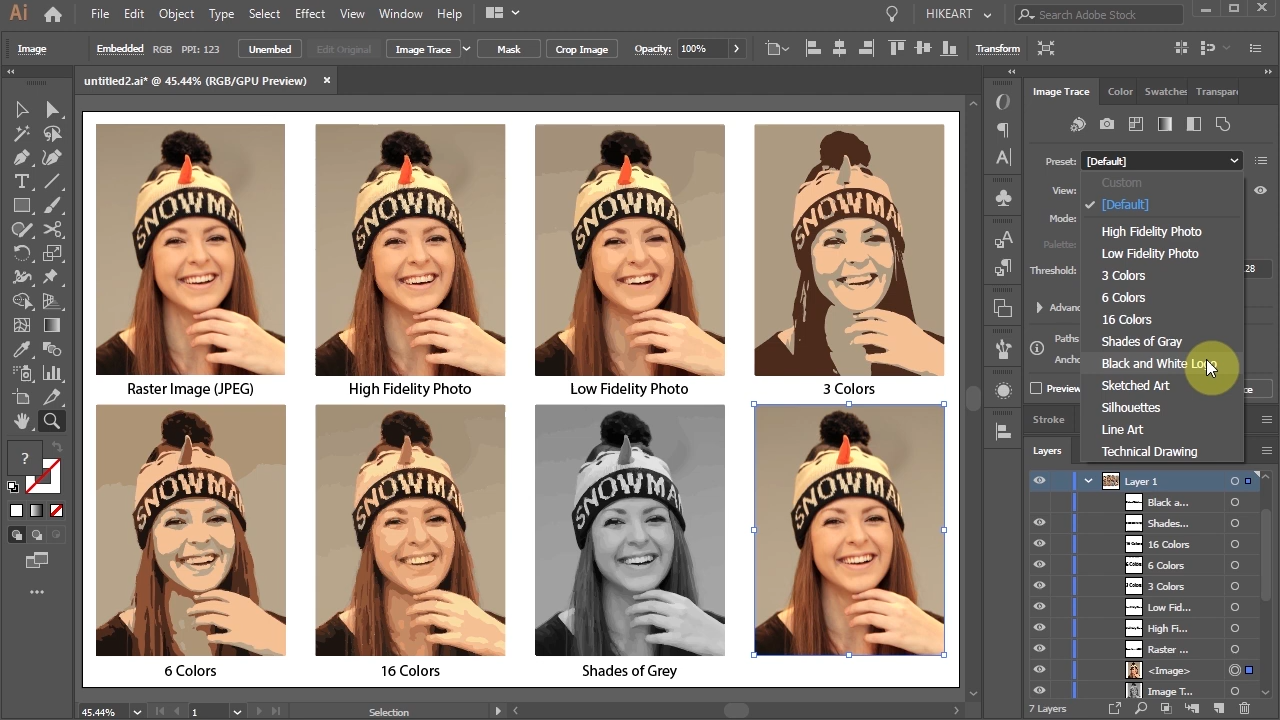 Ai File Edit Object Type Select Effect View Window Help HIKEART Search Adobe Stock
Image Embedded RGB PPI: 123 Unembed Edit Original Image Trace Mask Crop Image Opacity: 100% Transform
untitled2.ai* @ 45.44% (RGB/GPU Preview) ×
SNOWMA SNOWMA SNOWMA SNOWMA
Raster Image (JPEG) High Fidelity Photo Low Fidelity Photo 3 Colors
SNOWMA SNOWMA SNOWMA SNOWMA
6 Colors 16 Colors Shades of Grey
Image Trace Color Swatches Transpar
Preset: [Default]
View:
Mode:
Palette:
Threshold: 28
Advan
Paths
Ancho
Preview ce
Custom
[Default]
High Fidelity Photo
Low Fidelity Photo
3 Colors
6 Colors
16 Colors
Shades of Gray
Black and White Logo
Sketched Art
Silhouettes
Line Art
Technical Drawing
Stroke
Layers
Layer 1
Black a...
Shades...
16 Colors
6 Colors
3 Colors
Low Fid...
High Fi...
Raster ...
<Image>
Image T...
7 Layers
45.44% 1 Selection